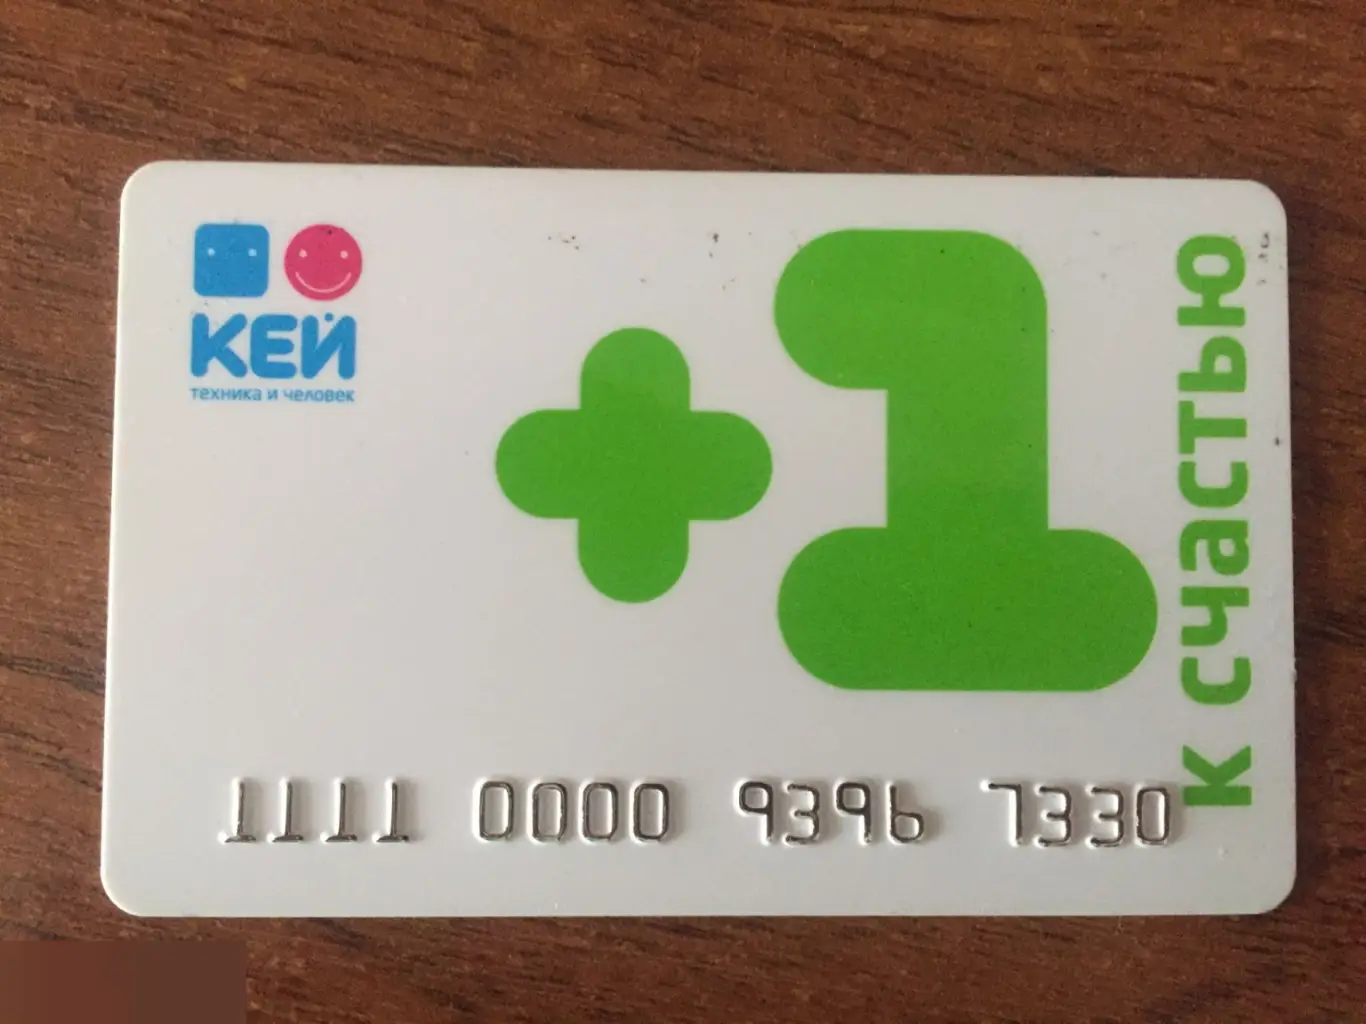 КЕЙ
техника и человек
+1
к счастью
1111 0000 9396 7330